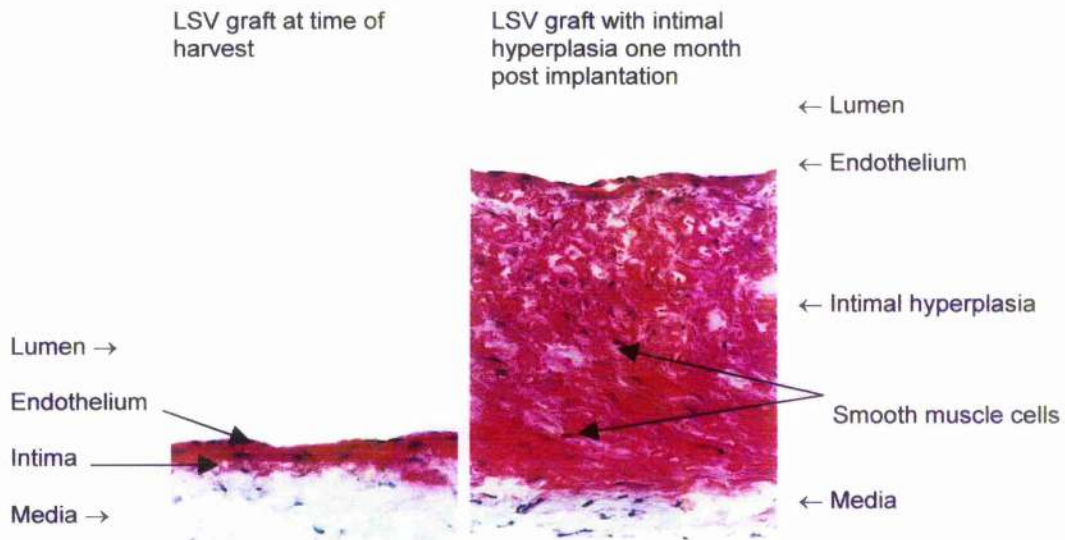 LSV graft at time of
harvest
LSV graft with intimal
hyperplasia one month
post implantation
← Lumen
← Endothelium
← Intimal hyperplasia
Smooth muscle cells
← Media
Lumen →
Endothelium
Intima
Media →